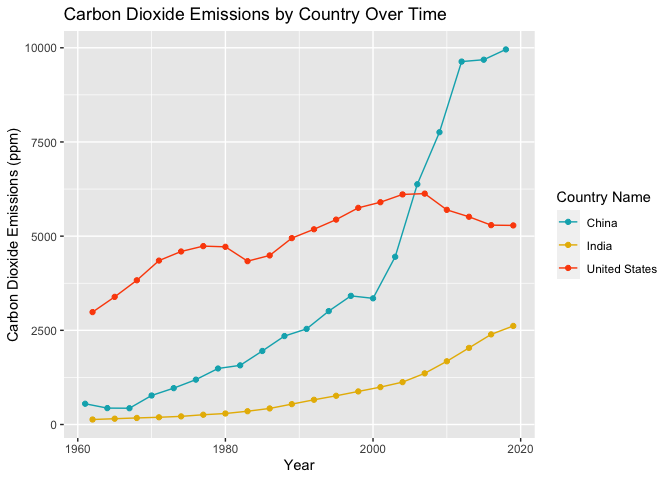 Carbon Dioxide Emissions by Country Over Time
Carbon Dioxide Emissions (ppm)
10000
7500
5000
2500
0
1960
1980
2000
2020
Year
Country Name
China
India
United States